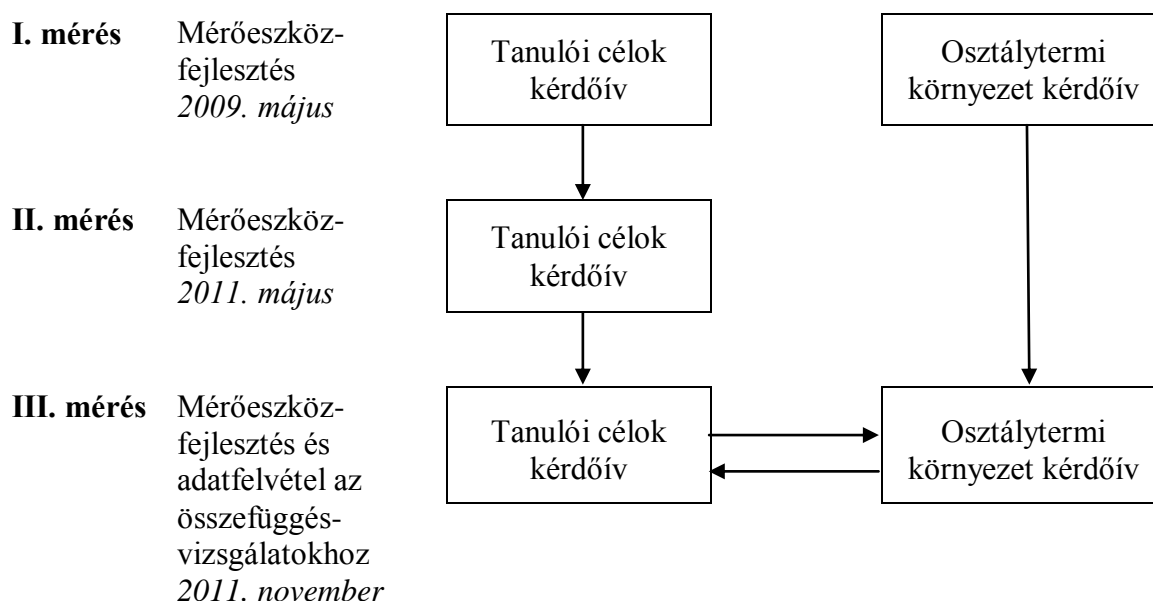 I. mérés
Mérőeszköz-
fejlesztés
2009. május
Tanulói célok
kérdőív
Osztálytermi
környezet kérdőív
II. mérés
Mérőeszköz-
fejlesztés
2011. május
Tanulói célok
kérdőív
III. mérés
Mérőeszköz-
fejlesztés és
adatfelvétel az
összefüggés-
vizsgálatokhoz
2011. november
Tanulói célok
kérdőív
Osztálytermi
környezet kérdőív